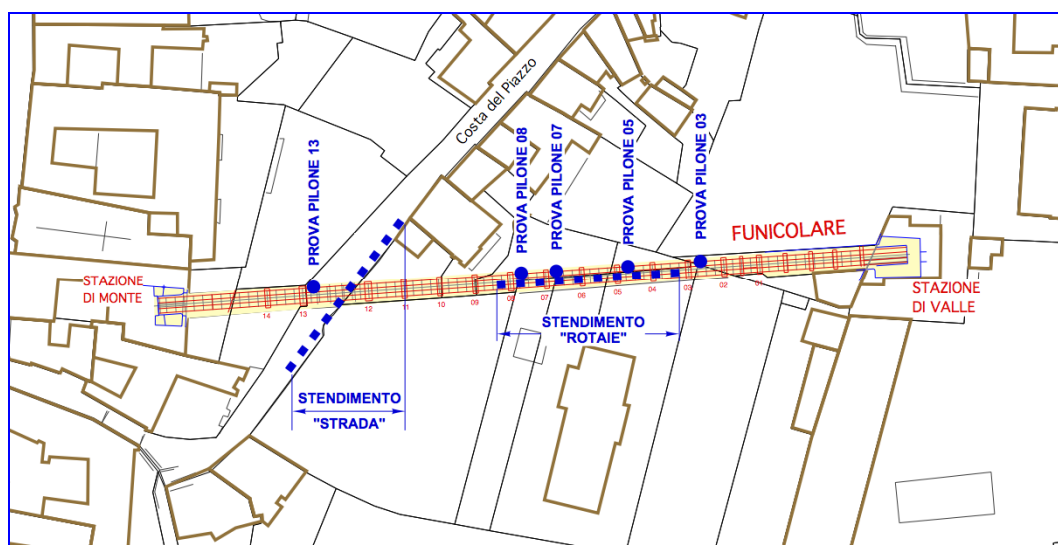 Costa del Piazzo
PROVA PILONE 13
PROVA PILONE 08
PROVA PILONE 07
PROVA PILONE 05
PROVA PILONE 03
FUNICOLARE
STAZIONE
DI MONTE
STAZIONE
DI VALLE
14
13
12
11
10
09
08
07
06
05
04
03
02
01
STENDIMENTO
"ROTAIE"
STENDIMENTO
"STRADA"